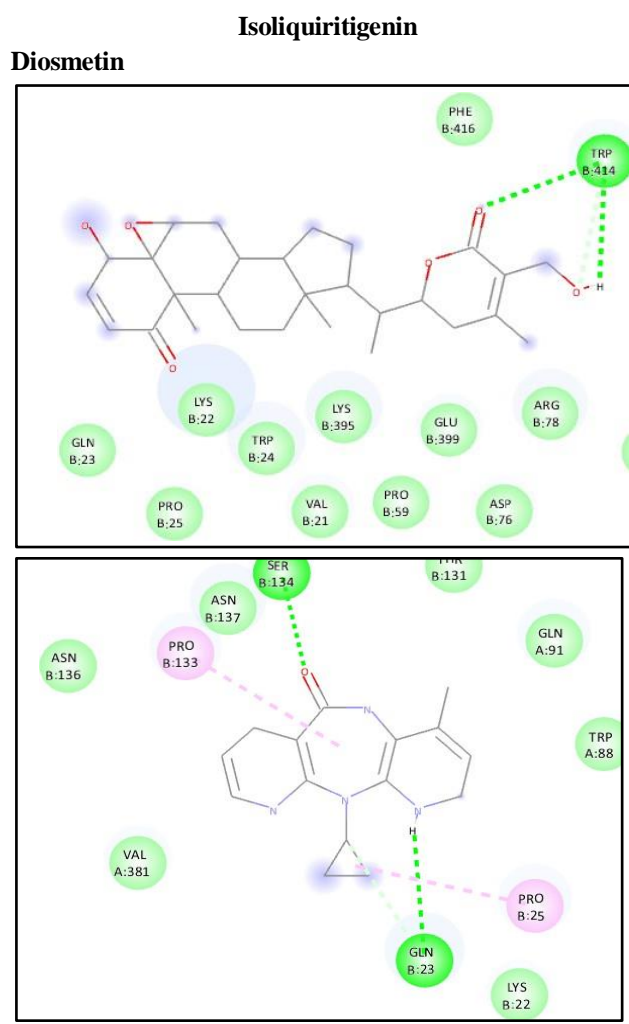 Isoliquiritigenin
Diosmetin
PHE
B:416
TRP
B:414
O
O
O
O
O
O
H
O
LYS
B:22
LYS
B:395
GLU
B:399
ARG
B:78
GLN
B:23
TRP
B:24
PRO
B:25
VAL
B:21
PRO
B:59
ASP
B:76
SER
B:134
THR
B:131
ASN
B:137
GLN
A:91
PRO
B:133
ASN
B:136
O
N
TRP
A:88
N
N
N
H
VAL
A:381
PRO
B:25
GLN
B:23
LYS
B:22